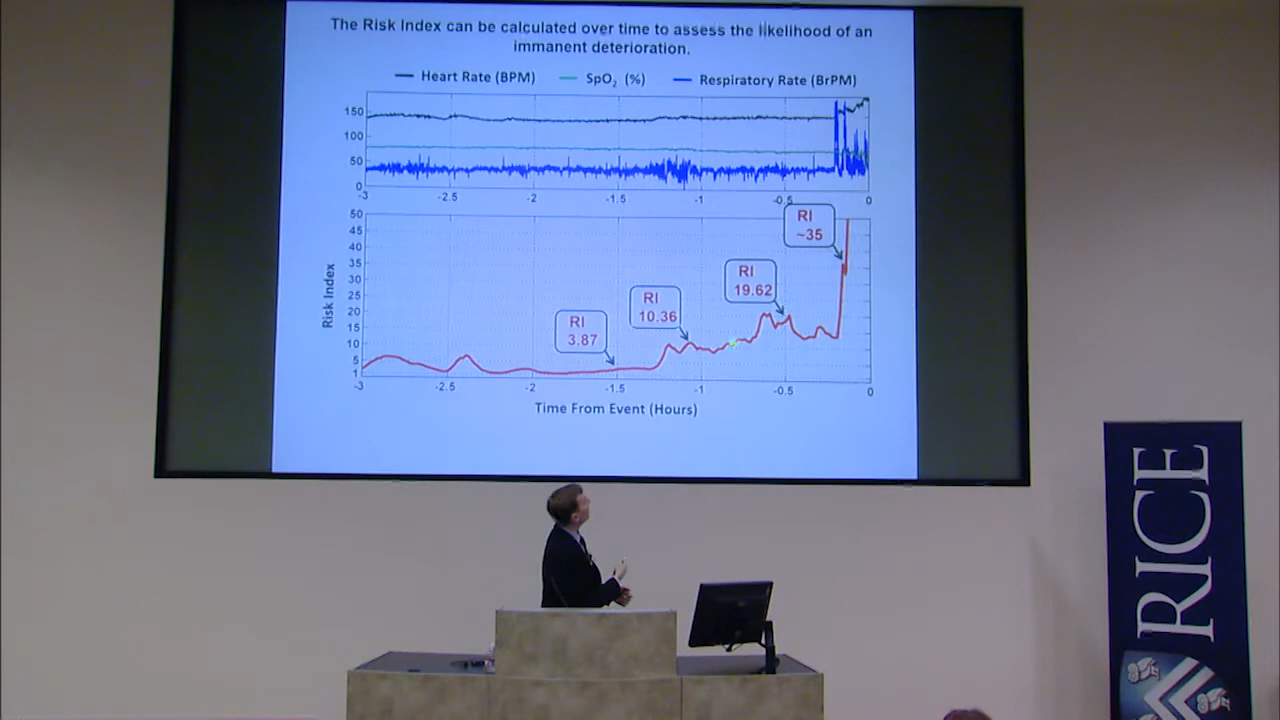 The Risk Index can be calculated over time to assess the likelihood of an
immanent deterioration.
Heart Rate (BPM) SpO₂ (%) Respiratory Rate (BrPM)
150
100
50
0
-3 -2.5 -2 -1.5 -1 -0.5 0
Risk Index
50
45
40
35
30
25
20
15
10
5
1
RI
3.87
RI
10.36
RI
19.62
RI
~35
-3 -2.5 -2 -1.5 -1 -0.5 0
Time From Event (Hours)
RICE